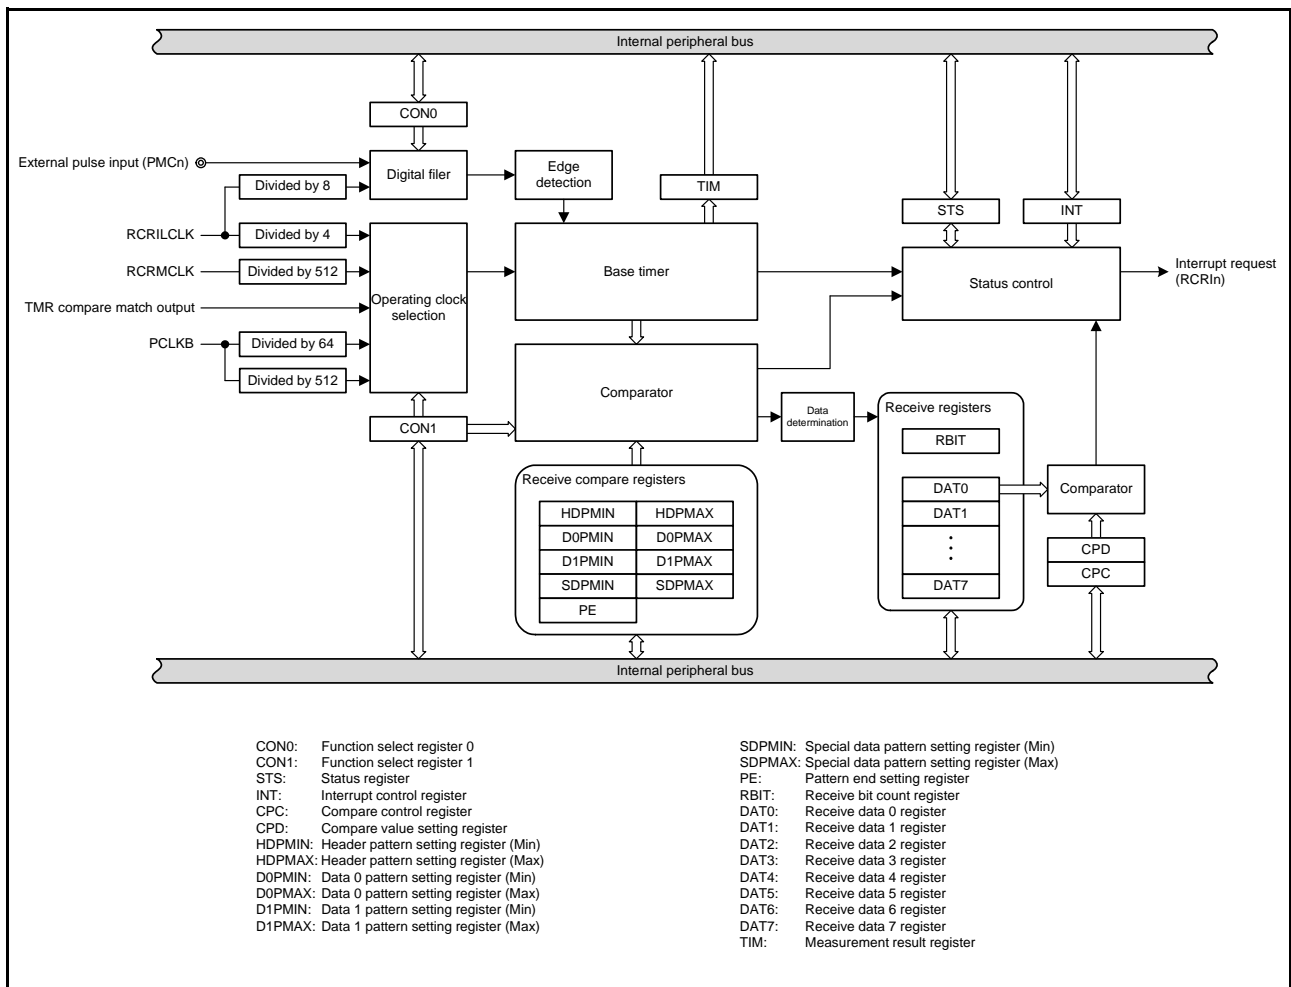 Internal peripheral bus
CON0
External pulse input (PMCn)
Digital filer
Edge
detection
TIM
Divided by 8
STS
INT
RCRILCLK
Divided by 4
RCRMCLK
Divided by 512
Operating clock
selection
Base timer
Status control
Interrupt request
(RCRIn)
TMR compare match output
PCLKB
Divided by 64
Divided by 512
Comparator
CON1
Data
determination
Receive registers
RBIT
DAT0
DAT1
DAT7
Comparator
CPD
CPC
Receive compare registers
HDPMIN HDPMAX
D0PMIN D0PMAX
D1PMIN D1PMAX
SDPMIN SDPMAX
PE
Internal peripheral bus
CON0: Function select register 0
CON1: Function select register 1
STS: Status register
INT: Interrupt control register
CPC: Compare control register
CPD: Compare value setting register
HDPMIN: Header pattern setting register (Min)
HDPMAX: Header pattern setting register (Max)
D0PMIN: Data 0 pattern setting register (Min)
D0PMAX: Data 0 pattern setting register (Max)
D1PMIN: Data 1 pattern setting register (Min)
D1PMAX: Data 1 pattern setting register (Max)
SDPMIN: Special data pattern setting register (Min)
SDPMAX: Special data pattern setting register (Max)
PE: Pattern end setting register
RBIT: Receive bit count register
DAT0: Receive data 0 register
DAT1: Receive data 1 register
DAT2: Receive data 2 register
DAT3: Receive data 3 register
DAT4: Receive data 4 register
DAT5: Receive data 5 register
DAT6: Receive data 6 register
DAT7: Receive data 7 register
TIM: Measurement result register